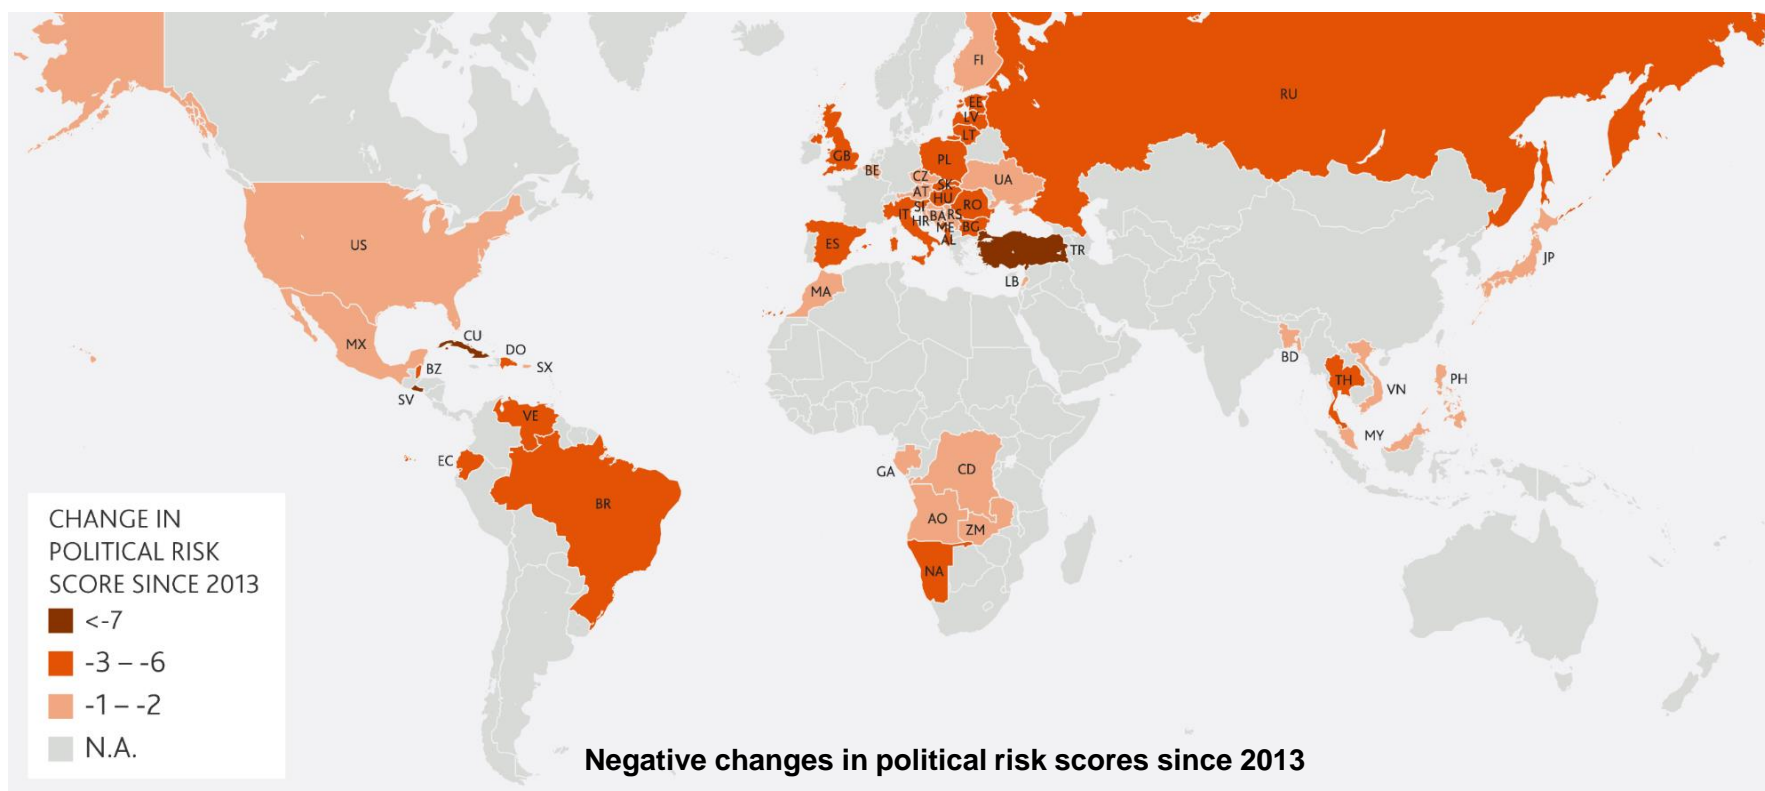 FI
RU
EE
LV
LT
GB
PL
BE
CZ
SK
UA
AT
HU
SI
RO
IT
HR
BA
RS
ME
BG
AL
ES
TR
US
JP
LB
MA
CU
MX
DO
BD
BZ
SX
TH
PH
VN
SV
VE
MY
EC
GA
CD
BR
AO
ZM
NA
CHANGE IN
POLITICAL RISK
SCORE SINCE 2013
<-7
-3 – -6
-1 – -2
N.A.
Negative changes in political risk scores since 2013